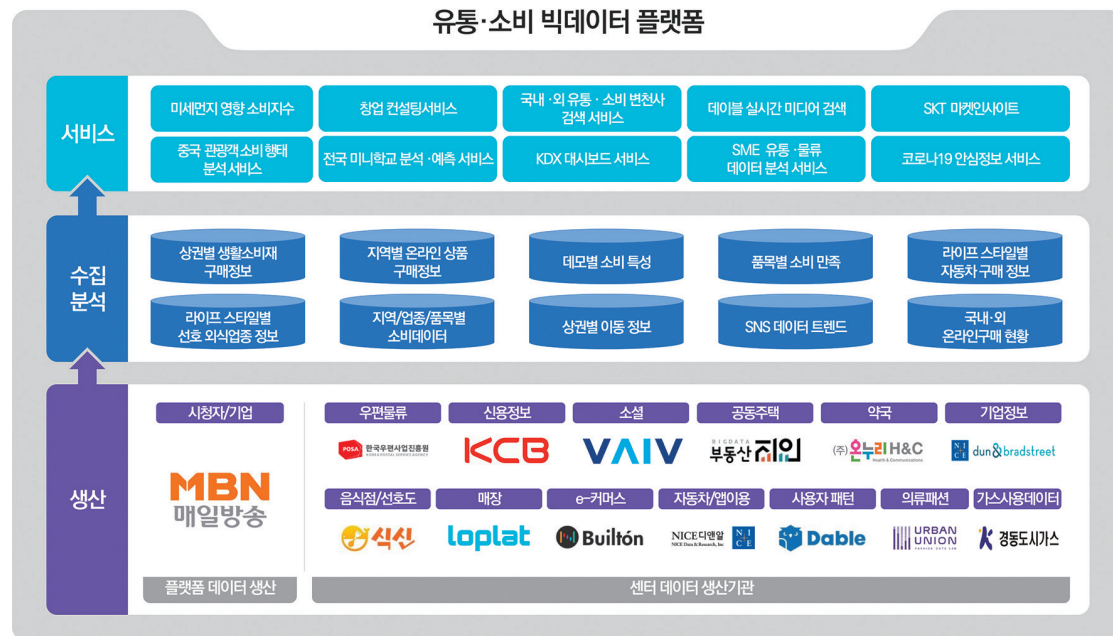 유통·소비 빅데이터 플랫폼
서비스
미세먼지 영향 소비지수
창업 컨설팅서비스
국내·외 유통·소비 변천사
검색 서비스
데이블 실시간 미디어 검색
SKT 마켓인사이트
중국 관광객 소비 행태
분석 서비스
전국 미니학교 분석·예측 서비스
KDX 대시보드 서비스
SME 유통·물류
데이터 분석 서비스
코로나19 안심정보 서비스
수집
분석
상권별 생활소비재
구매정보
지역별 온라인 상품
구매정보
데모별 소비 특성
품목별 소비 만족
라이프 스타일별
자동차 구매 정보
라이프 스타일별
선호 외식업종 정보
지역/업종/품목별
소비데이터
상권별 이동 정보
SNS 데이터 트렌드
국내·외
온라인구매 현황
생산
시청자/기업
MBN
매일방송
플랫폼 데이터 생산
우편물류
신용정보
소셜
공동주택
약국
기업정보
POSA 한국우편사업진흥원
KOREA POSTAL SERVICE AGENCY
KCB
VAIV
BIGDATA
부동산 지인
(주)온누리H&C
Health & Communications
NICE dun & bradstreet
음식점/선호도
매장
e-커머스
자동차/앱이용
사용자 패턴
의류패션
가스사용데이터
식신
loplat
Builtón
NICE디앤알
NICE Data & Research, Inc
NICE
Dable
URBAN
UNION
FASHION DATA LAB
경동도시가스
센터 데이터 생산기관